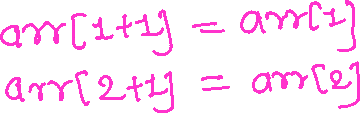 arr[1+1] = arr[1]
arr[2+1] = arr[2]